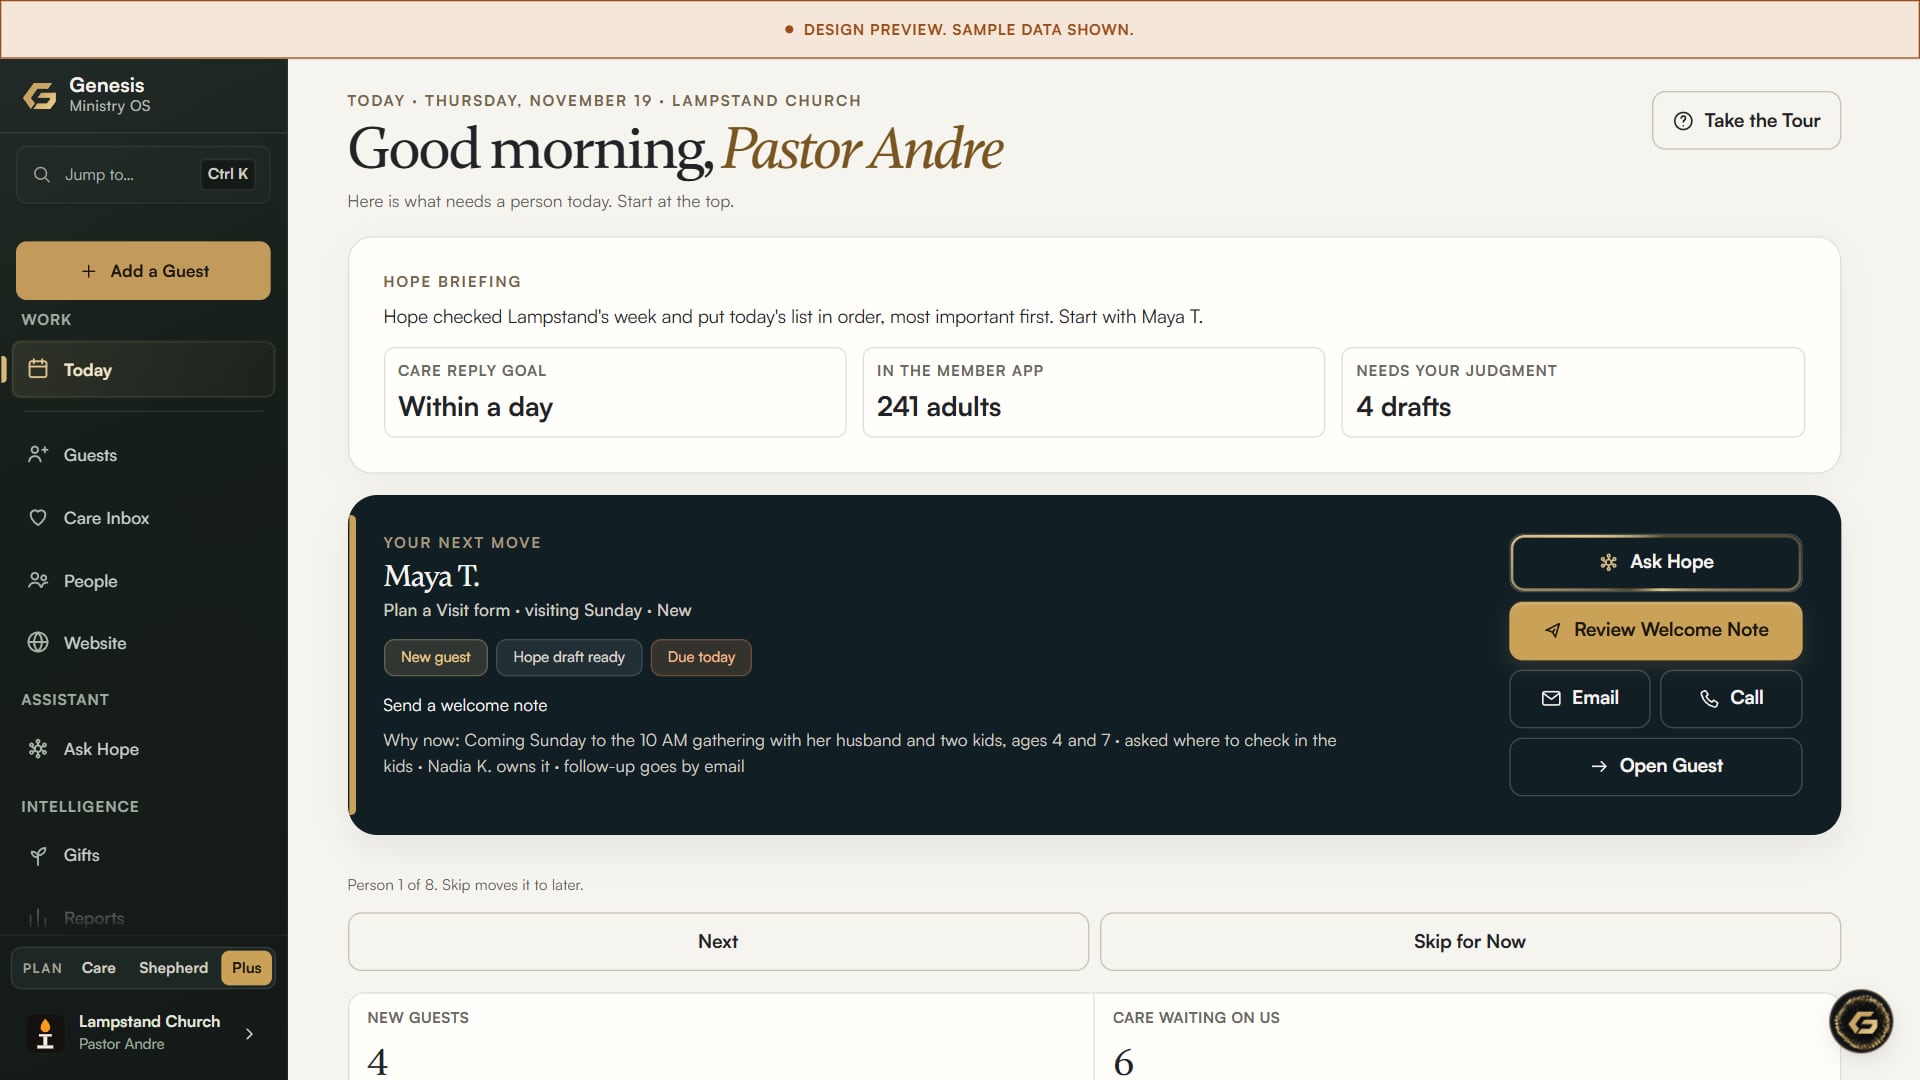 DESIGN PREVIEW. SAMPLE DATA SHOWN.
Genesis
Ministry OS
Jump to...
Ctrl K
Add a Guest
WORK
Today
Guests
Care Inbox
People
Website
ASSISTANT
Ask Hope
INTELLIGENCE
Gifts
Reports
PLAN
Care
Shepherd
Plus
Lampstand Church
Pastor Andre
TODAY • THURSDAY, NOVEMBER 19 • LAMPSTAND CHURCH
Good morning, Pastor Andre
Here is what needs a person today. Start at the top.
Take the Tour
HOPE BRIEFING
Hope checked Lampstand's week and put today's list in order, most important first. Start with Maya T.
CARE REPLY GOAL
Within a day
IN THE MEMBER APP
241 adults
NEEDS YOUR JUDGMENT
4 drafts
YOUR NEXT MOVE
Maya T.
Plan a Visit form • visiting Sunday • New
New guest
Hope draft ready
Due today
Send a welcome note
Why now: Coming Sunday to the 10 AM gathering with her husband and two kids, ages 4 and 7 • asked where to check in the
kids • Nadia K. owns it • follow-up goes by email
Ask Hope
Review Welcome Note
Email
Call
Open Guest
Person 1 of 8. Skip moves it to later.
Next
Skip for Now
NEW GUESTS
4
CARE WAITING ON US
6